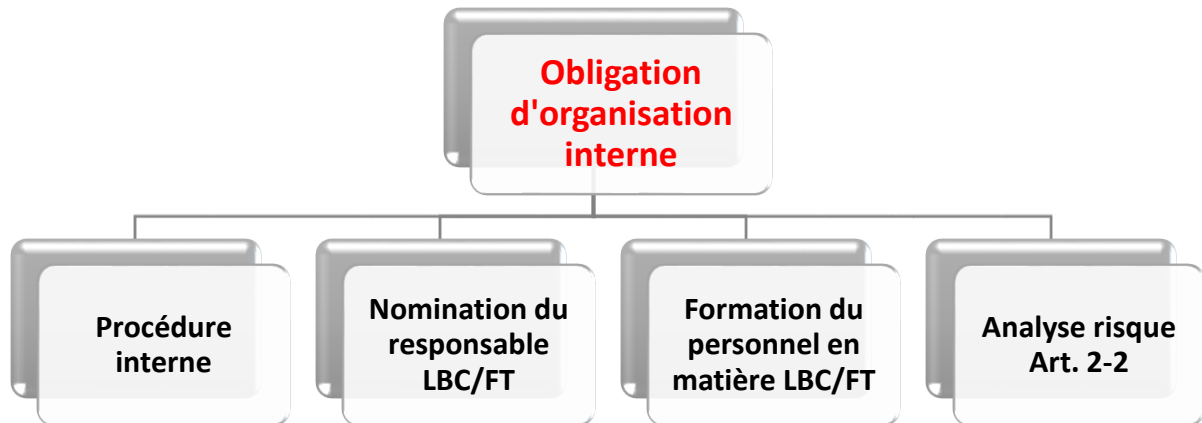 Obligation
d'organisation
interne
Procédure
interne
Nomination du
responsable
LBC/FT
Formation du
personnel en
matière LBC/FT
Analyse risque
Art. 2-2